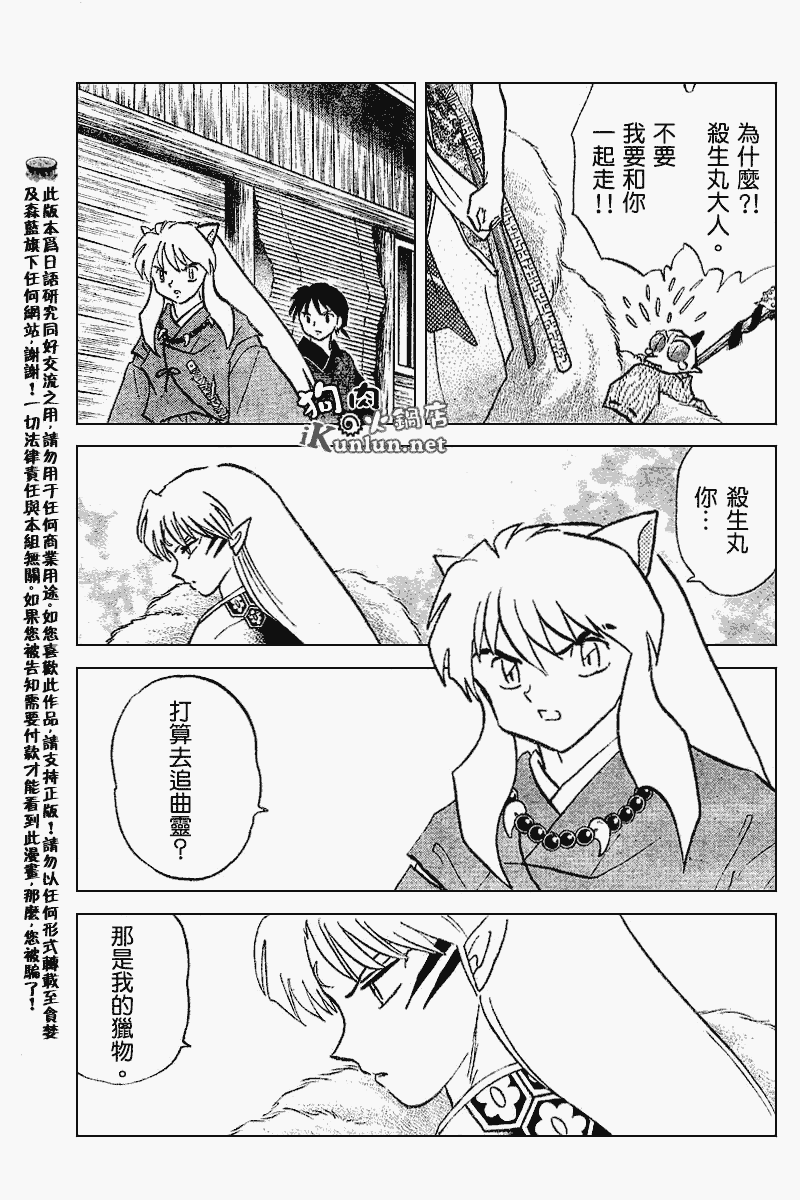 為什麼?!
殺生丸大人。
不要
我要和你
一起走!!
狗肉火鍋店
iKunlun.net
殺生丸
你…
打算去追曲靈?
那是我的獵物。
此版本爲日語研究同好交流之用，請勿用于任何商業用途。如您喜歡此作品，請支持正版！請勿以任何形式轉載至貪婪
及森藍旗下任何網站，謝謝！一切法律責任與本組無關。如果您被告知需要付款才能看到此漫畫，那麼，您被騙了！